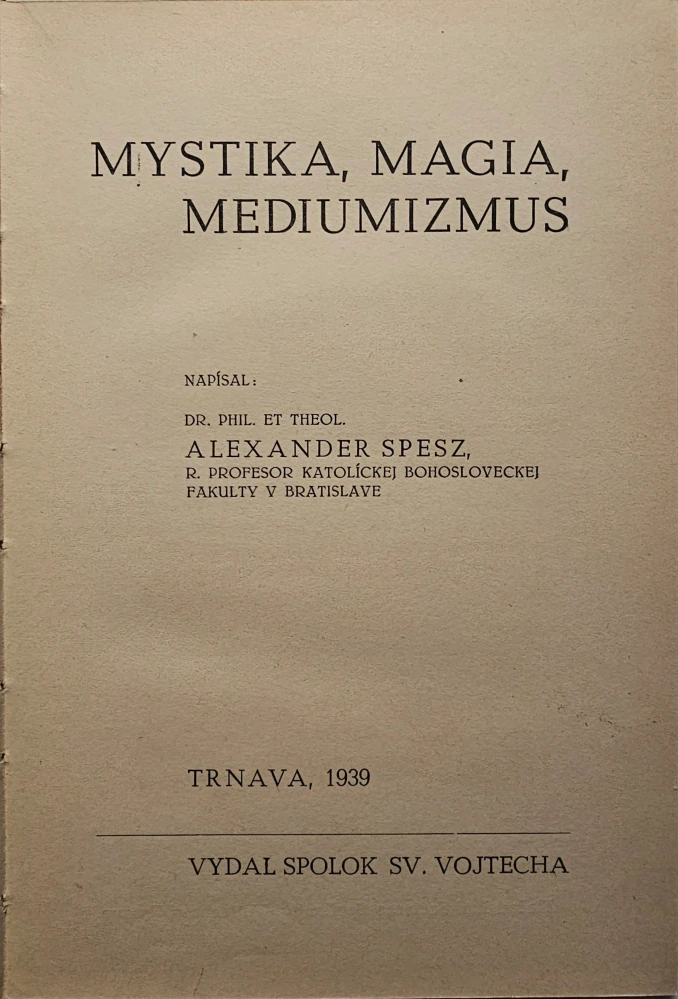 MYSTIKA, MAGIA,
MEDIUMIZMUS
NAPÍSAL:
DR. PHIL. ET THEOL.
ALEXANDER SPESZ,
R. PROFESOR KATOLÍCKEJ BOHOSLOVECKEJ
FAKULTY V BRATISLAVE
TRNAVA, 1939
VYDAL SPOLOK SV. VOJTECHA